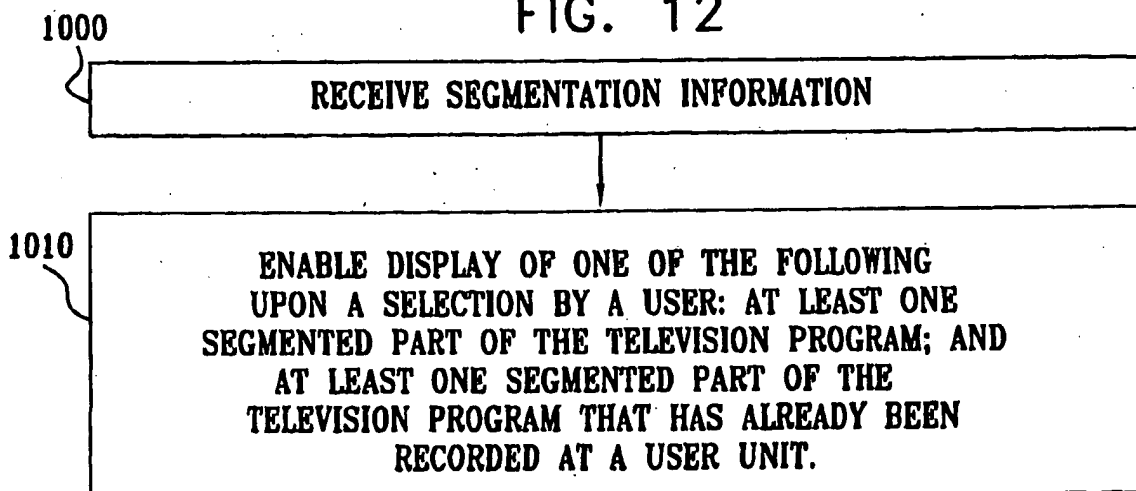 FIG. 12
1000
RECEIVE SEGMENTATION INFORMATION
1010
ENABLE DISPLAY OF ONE OF THE FOLLOWING
UPON A SELECTION BY A USER: AT LEAST ONE
SEGMENTED PART OF THE TELEVISION PROGRAM; AND
AT LEAST ONE SEGMENTED PART OF THE
TELEVISION PROGRAM THAT HAS ALREADY BEEN
RECORDED AT A USER UNIT.